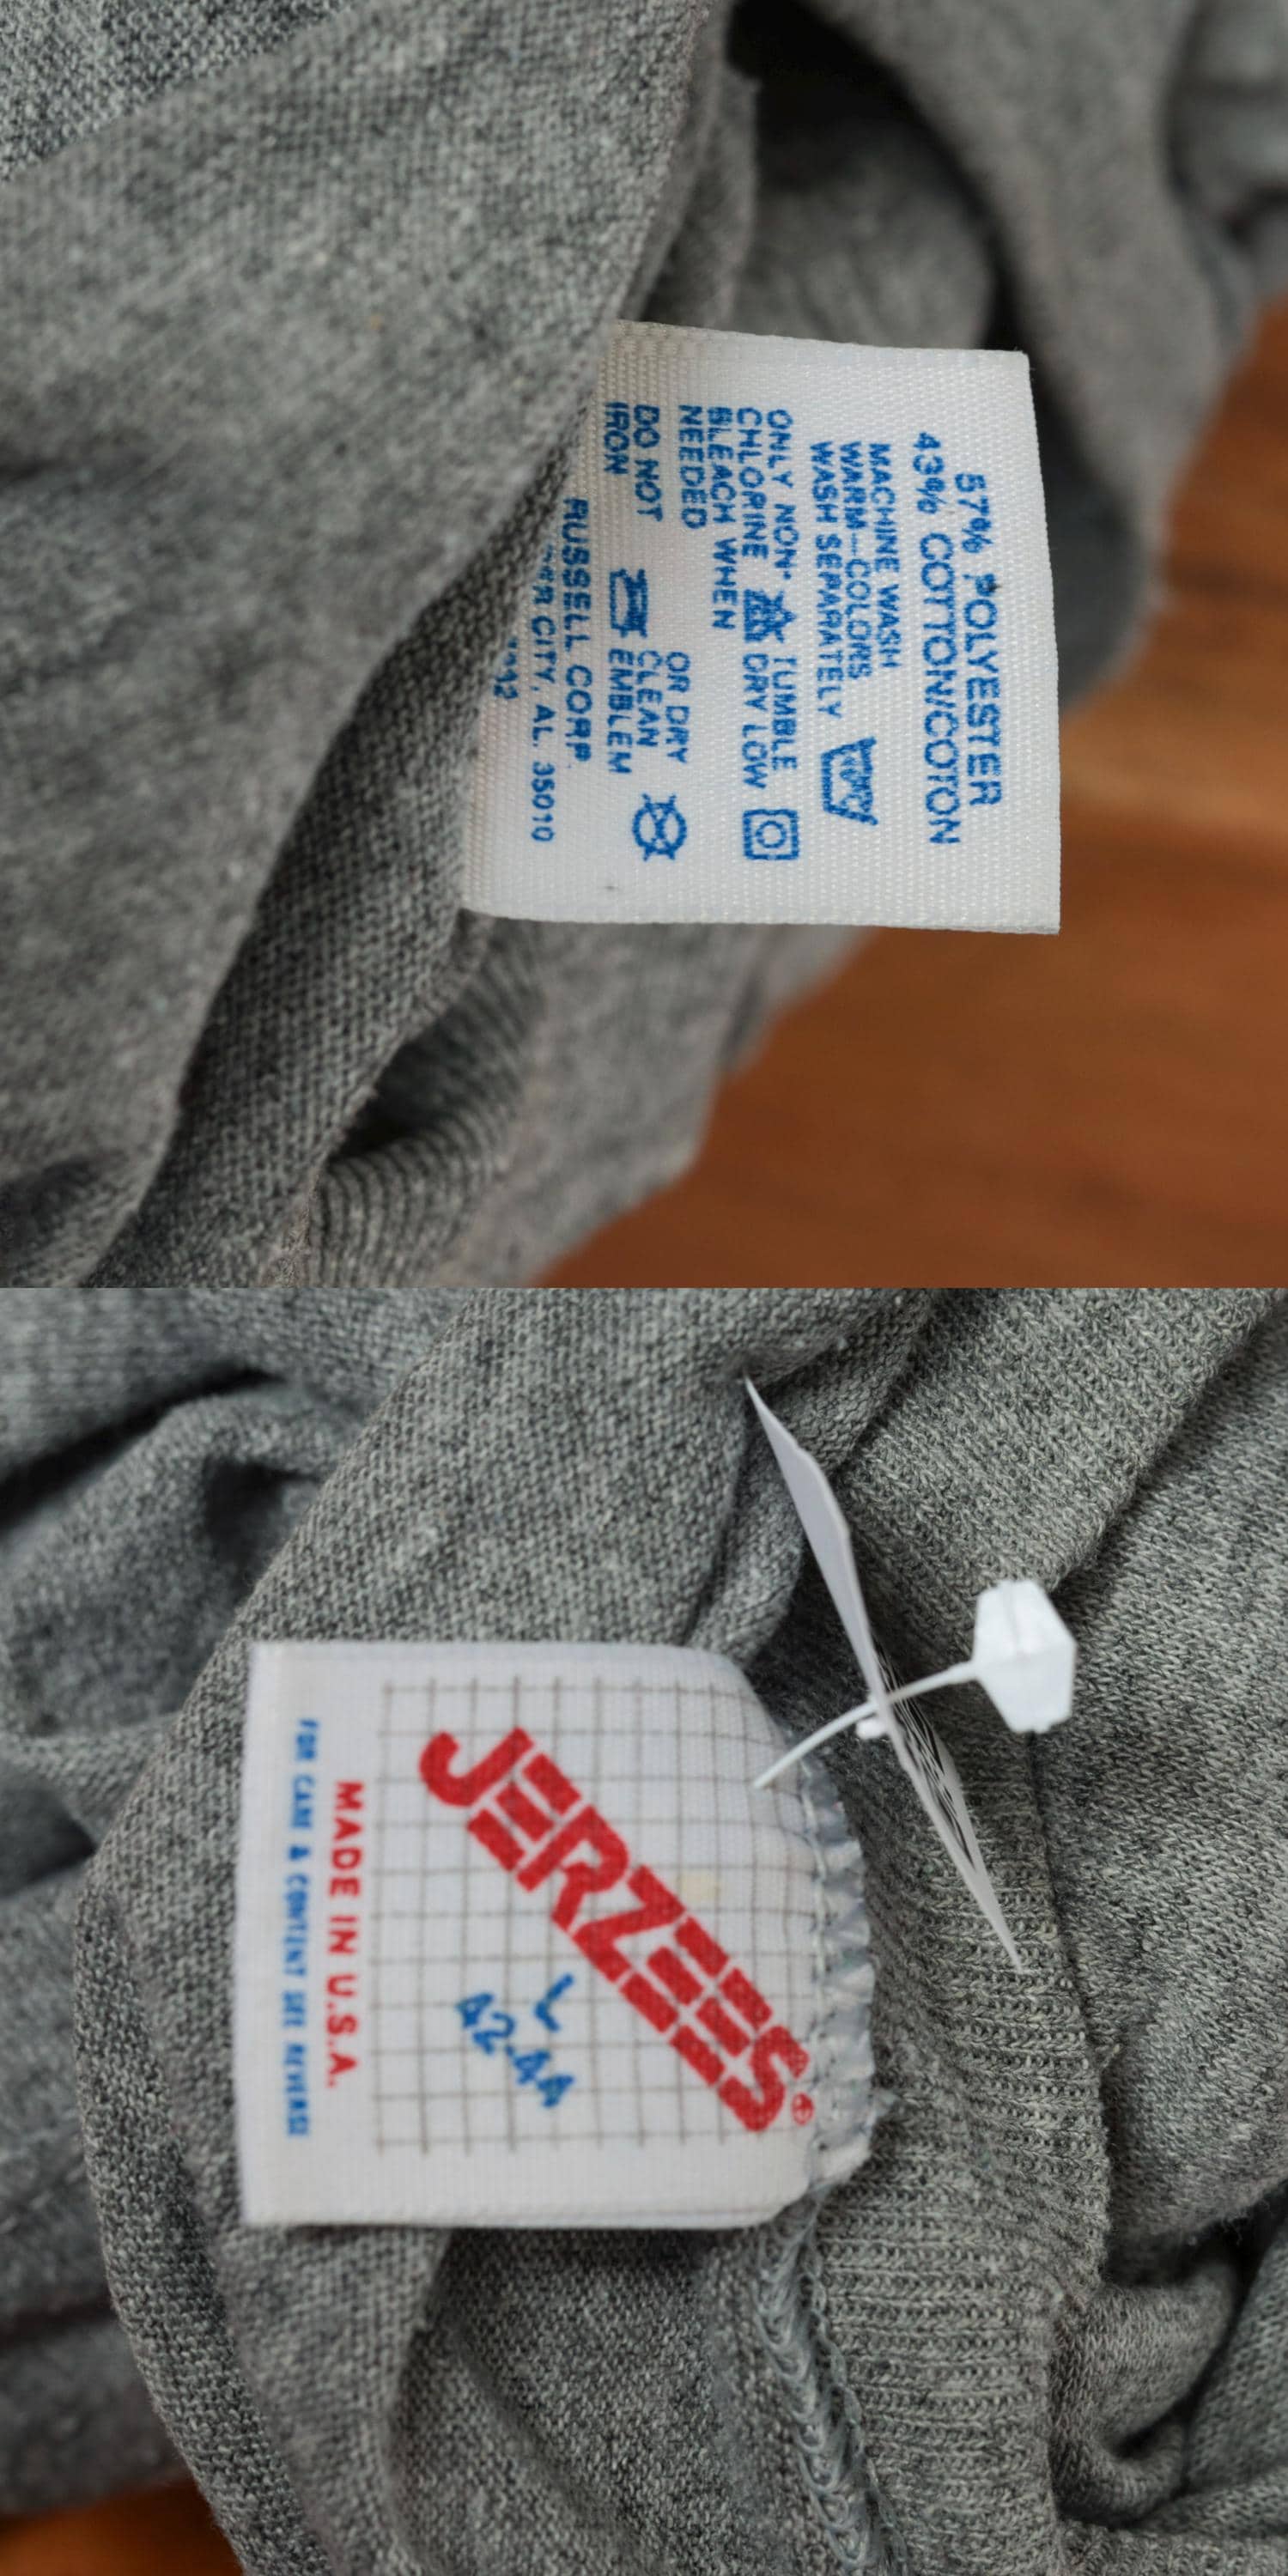 57% POLYESTER
43% COTTON/COTON
MACHINE WASH
WARM—COLORS
WASH SEPARATELY
ONLY NON-
CHLORINE
BLEACH WHEN
NEEDED
TUMBLE
DRY LOW
DO NOT
IRON
OR DRY
CLEAN
EMBLEM
RUSSELL CORP.
CITY, AL. 35010
JERZEES®
L
42-44
MADE IN U.S.A.
FOR CARE & CONTENT SEE REVERSE